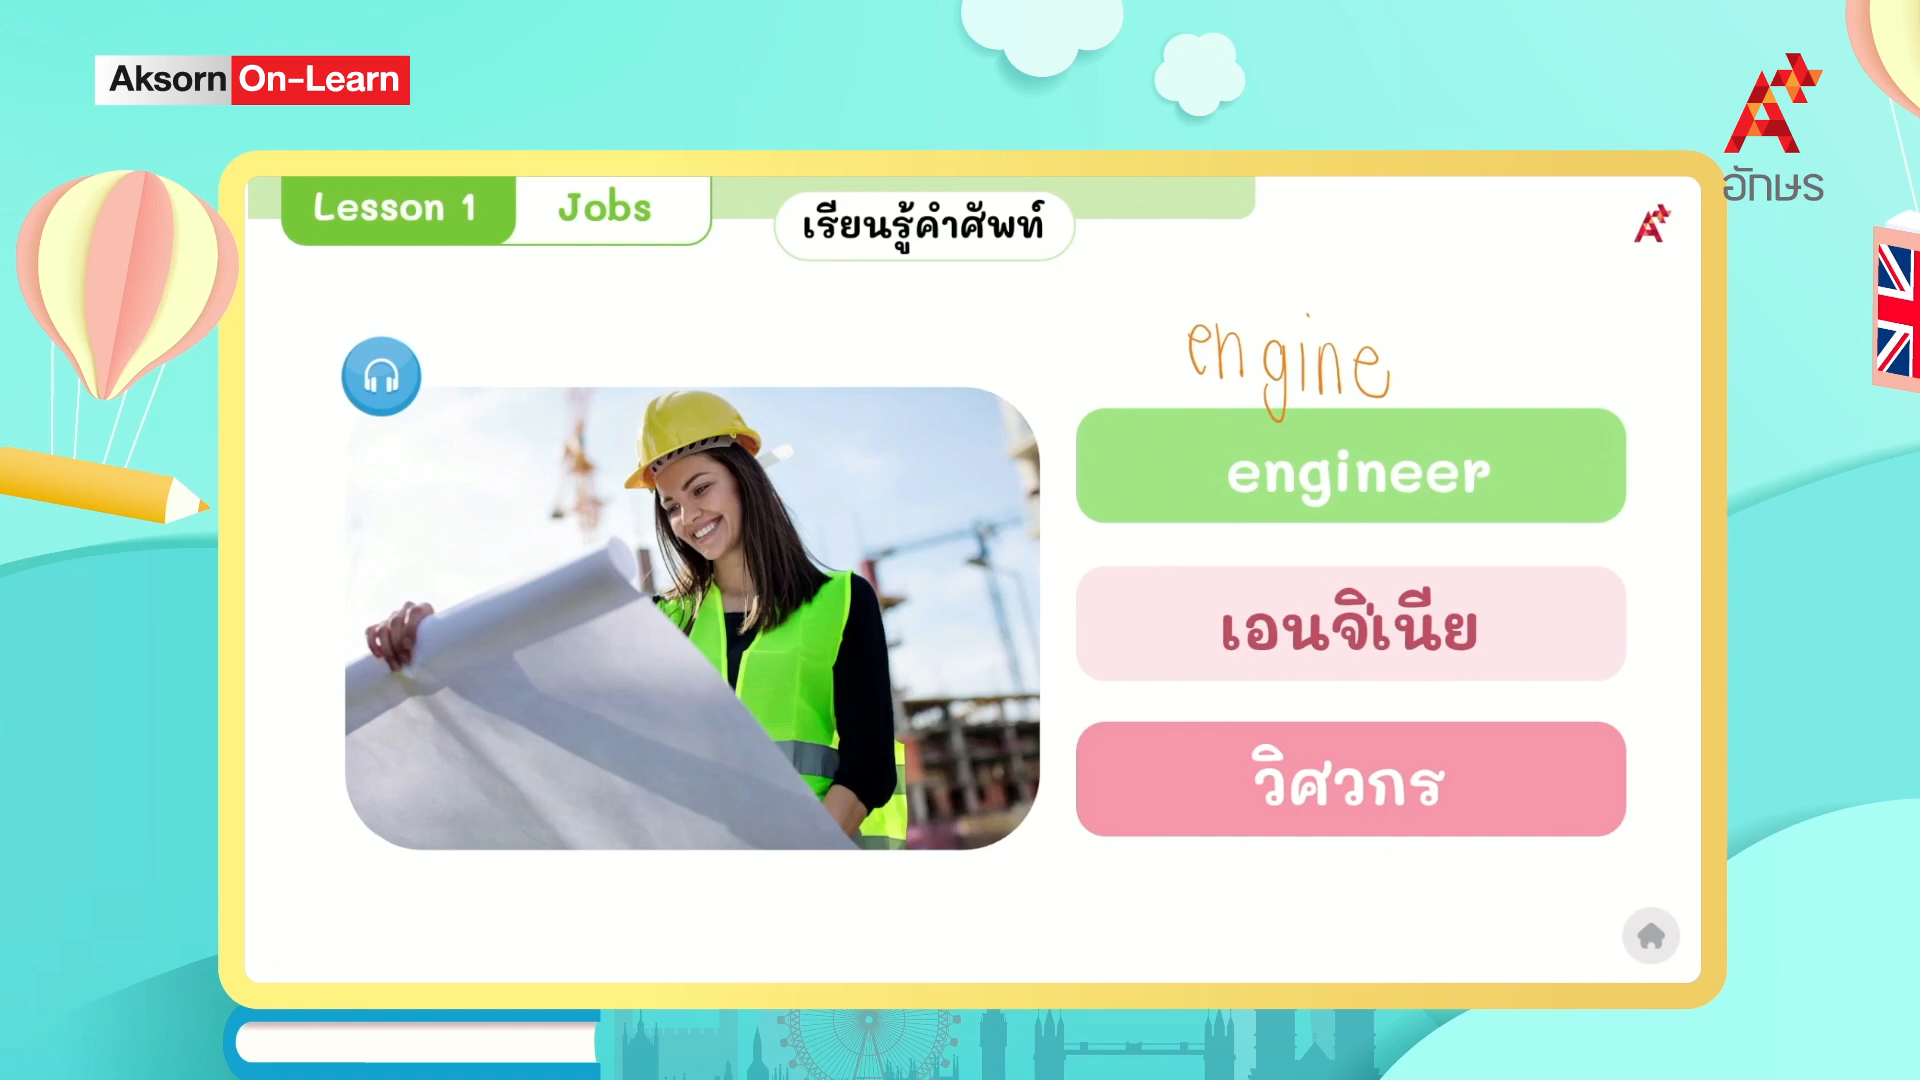 Aksorn On-Learn
อักษร
Lesson 1 Jobs
เรียนรู้คำศัพท์
engine
engineer
เอนจิ่เนีย
วิศวกร